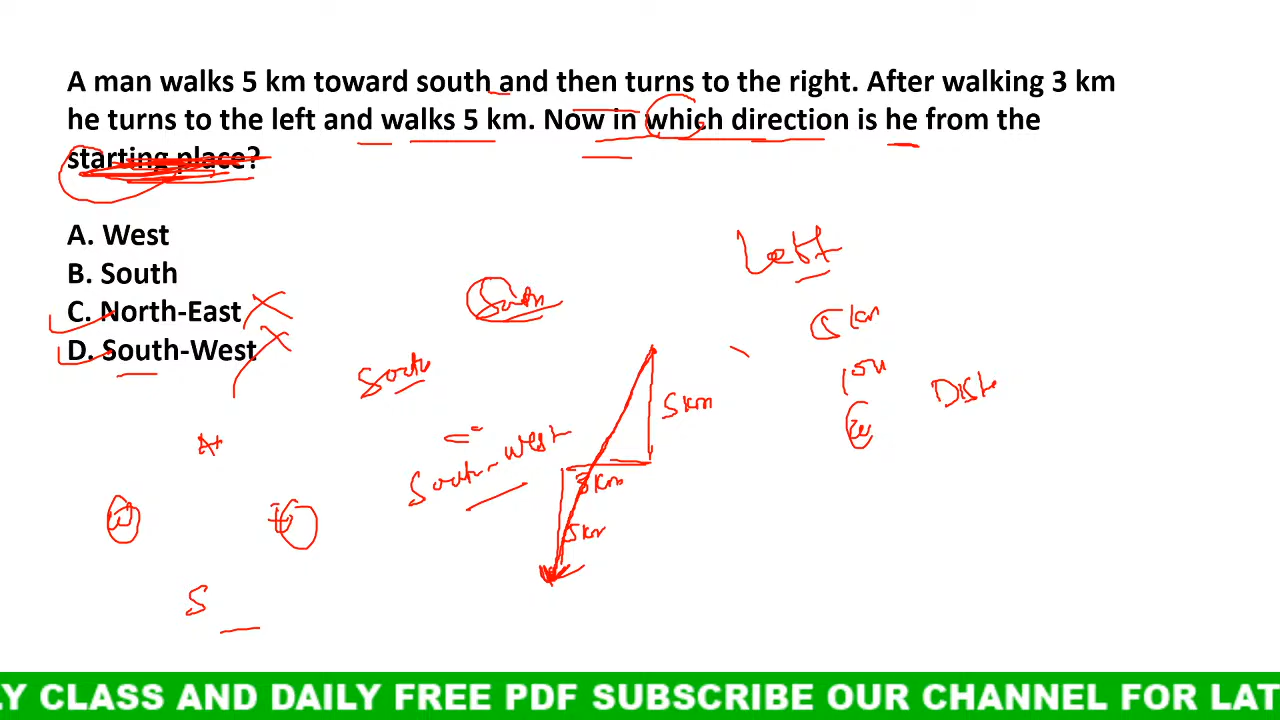 A man walks 5 km toward south and then turns to the right. After walking 3 km
he turns to the left and walks 5 km. Now in which direction is he from the
starting place?
A. West
B. South
C. North-East
D. South-West
Left
South
5 km
South
5km
Dist
South-West
3km
5km
S
LY CLASS AND DAILY FREE PDF SUBSCRIBE OUR CHANNEL FOR LAT